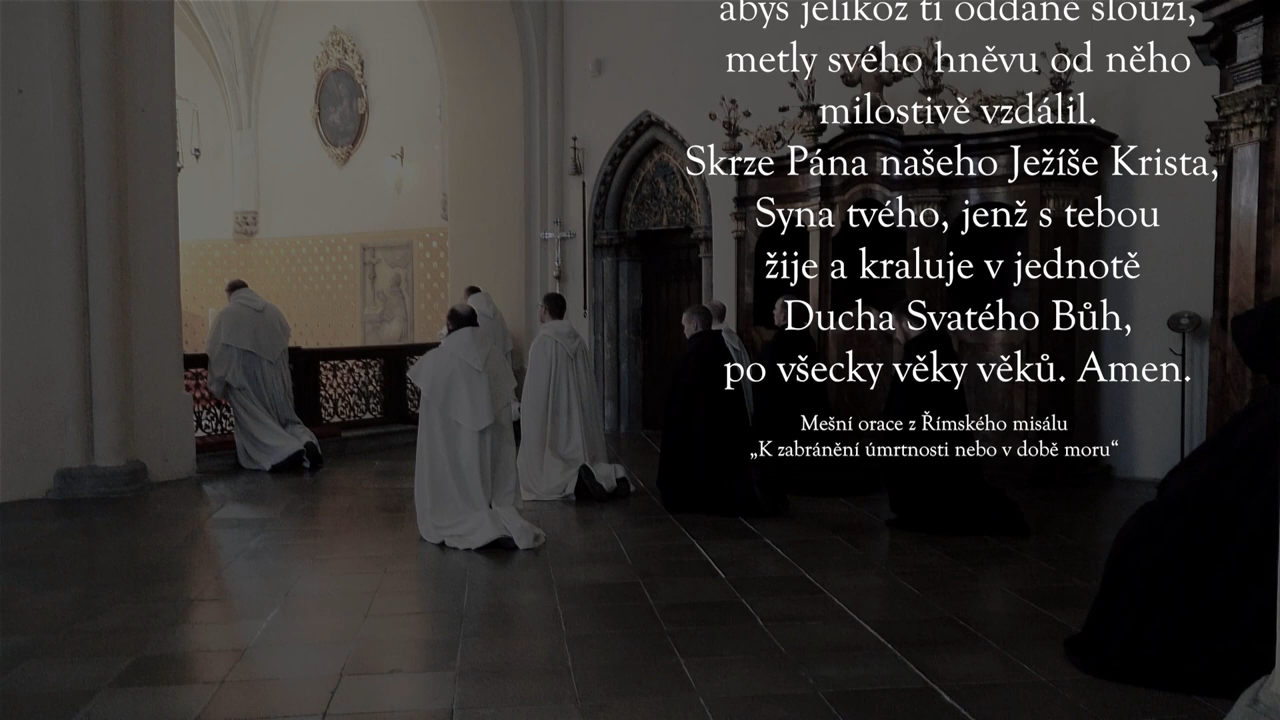 abys jelikož ti oddaně slouží,
metly svého hněvu od něho
milostivě vzdálil.
Skrze Pána našeho Ježíše Krista,
Syna tvého, jenž s tebou
žije a kraluje v jednotě
Ducha Svatého Bůh,
po všecky věky věků. Amen.
Mešní orace z Římského misálu
„K zabránění úmrtnosti nebo v době moru“